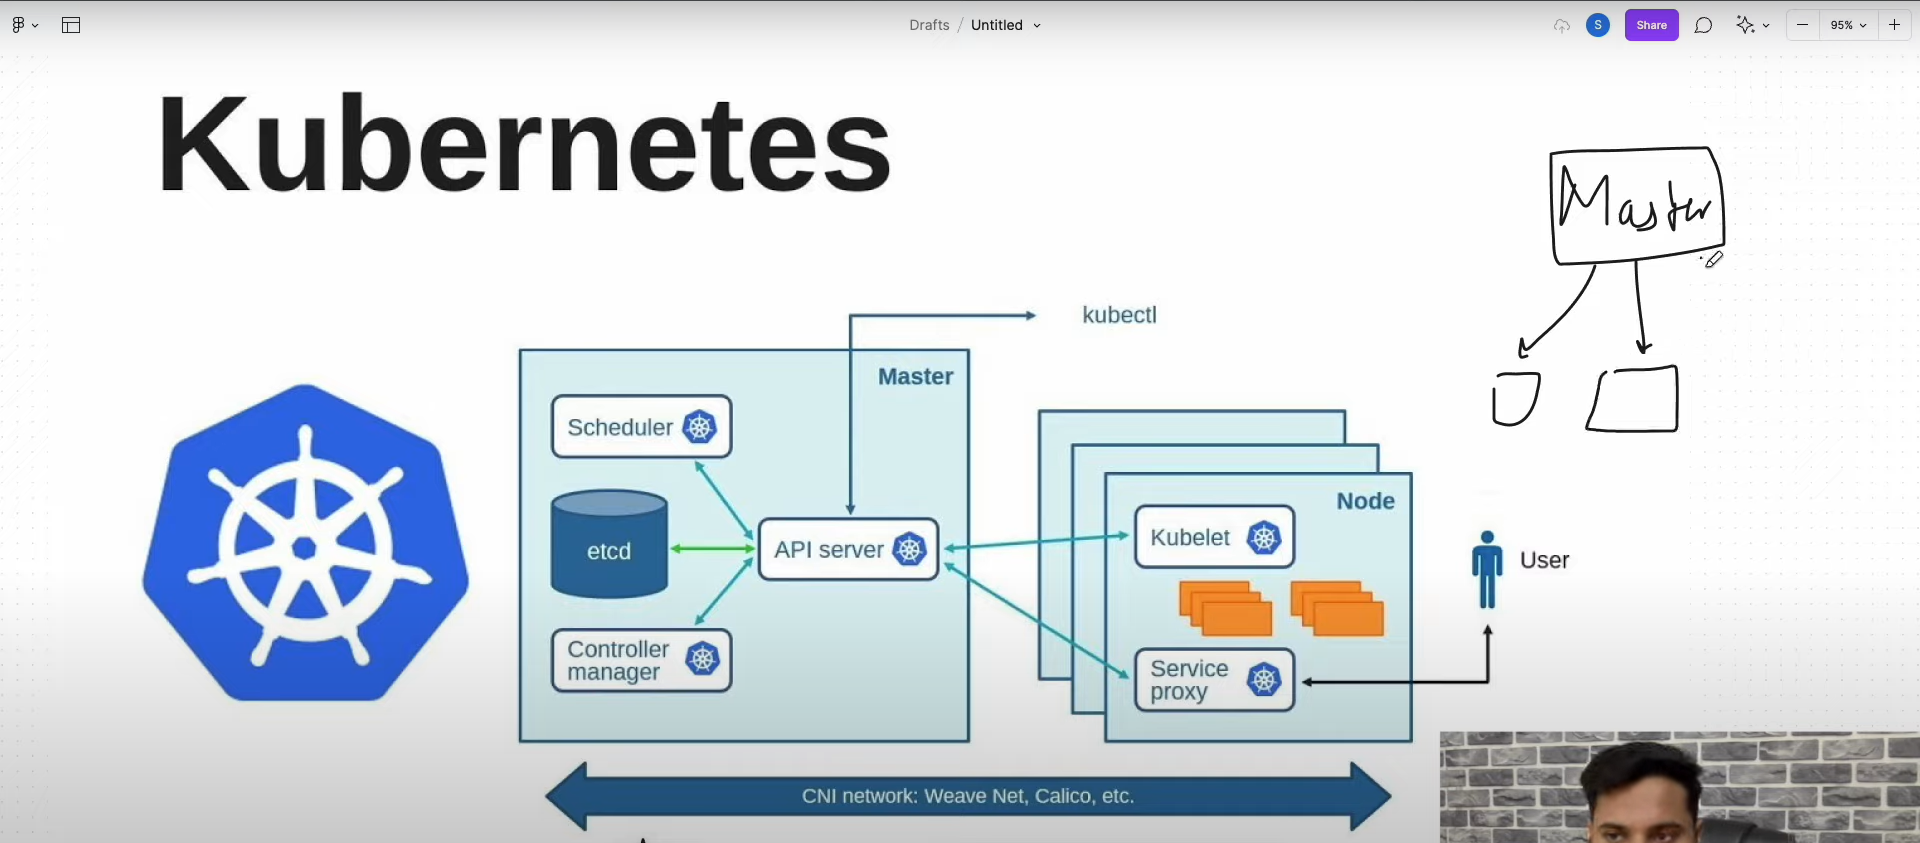 Drafts / Untitled
S
Share
95%
Kubernetes
Master
kubectl
Master
Scheduler
etcd
API server
Controller
manager
Node
Kubelet
Service
proxy
User
CNI network: Weave Net, Calico, etc.